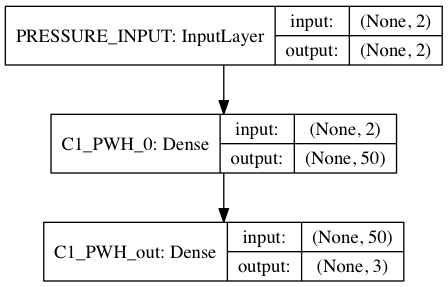 PRESSURE_INPUT: InputLayer
input: (None, 2)
output: (None, 2)
C1_PWH_0: Dense
input: (None, 2)
output: (None, 50)
C1_PWH_out: Dense
input: (None, 50)
output: (None, 3)